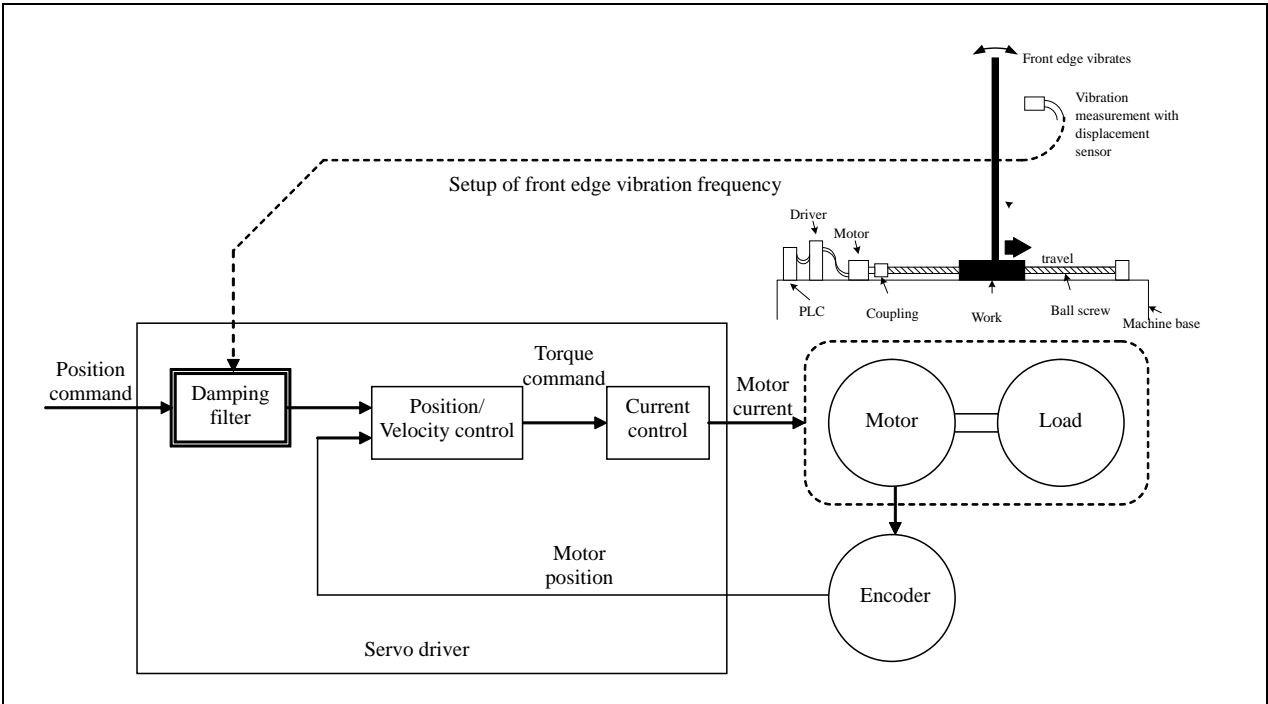 Front edge vibrates
Vibration
measurement with
displacement
sensor
Setup of front edge vibration frequency
Driver
Motor
travel
PLC
Coupling
Work
Ball screw
Machine base
Position
command
Damping
filter
Position/
Velocity control
Torque
command
Current
control
Motor
current
Motor
Load
Motor
position
Encoder
Servo driver